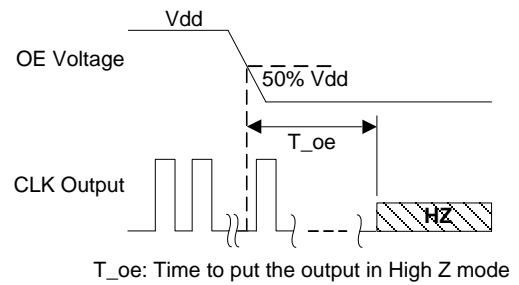 Vdd
OE Voltage
50% Vdd
T_oe
CLK Output
HZ
T_oe: Time to put the output in High Z mode